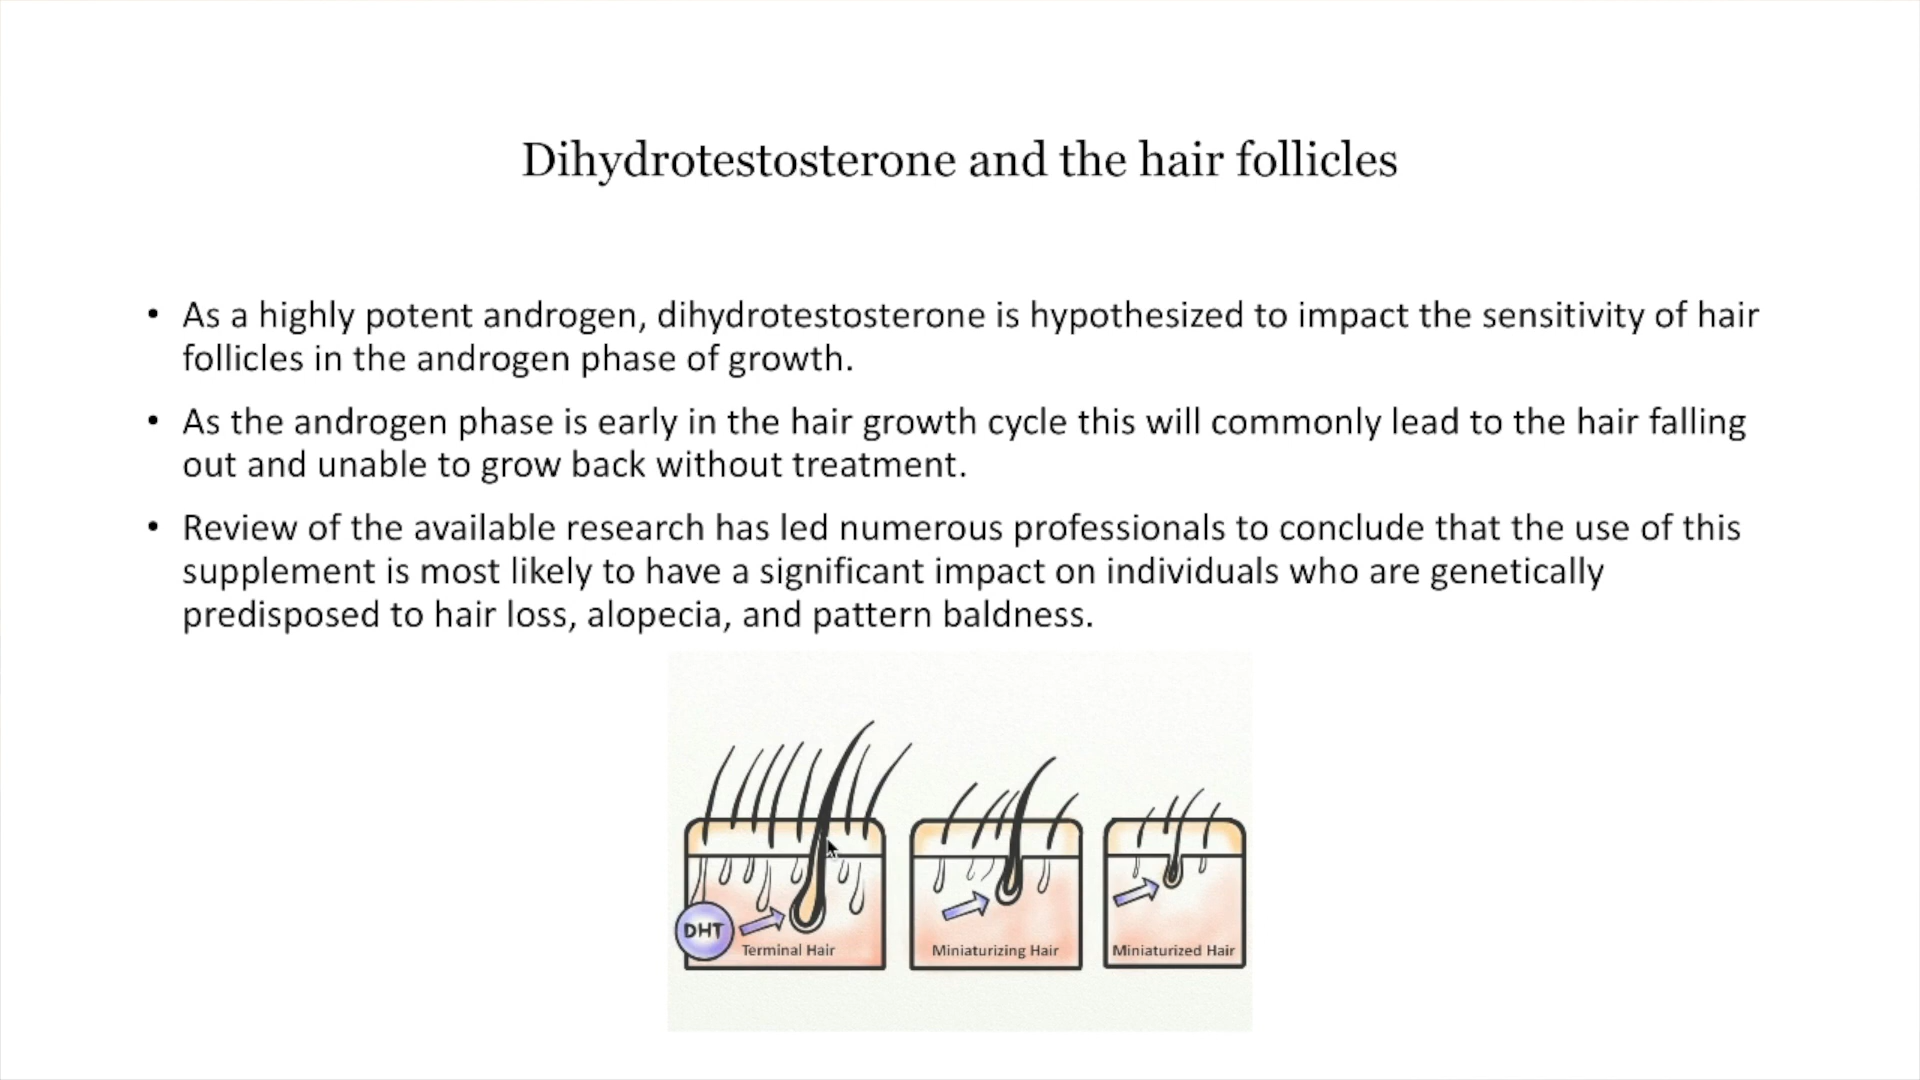 Dihydrotestosterone and the hair follicles
• As a highly potent androgen, dihydrotestosterone is hypothesized to impact the sensitivity of hair
follicles in the androgen phase of growth.
• As the androgen phase is early in the hair growth cycle this will commonly lead to the hair falling
out and unable to grow back without treatment.
• Review of the available research has led numerous professionals to conclude that the use of this
supplement is most likely to have a significant impact on individuals who are genetically
predisposed to hair loss, alopecia, and pattern baldness.
DHT
Terminal Hair
Miniaturizing Hair
Miniaturized Hair